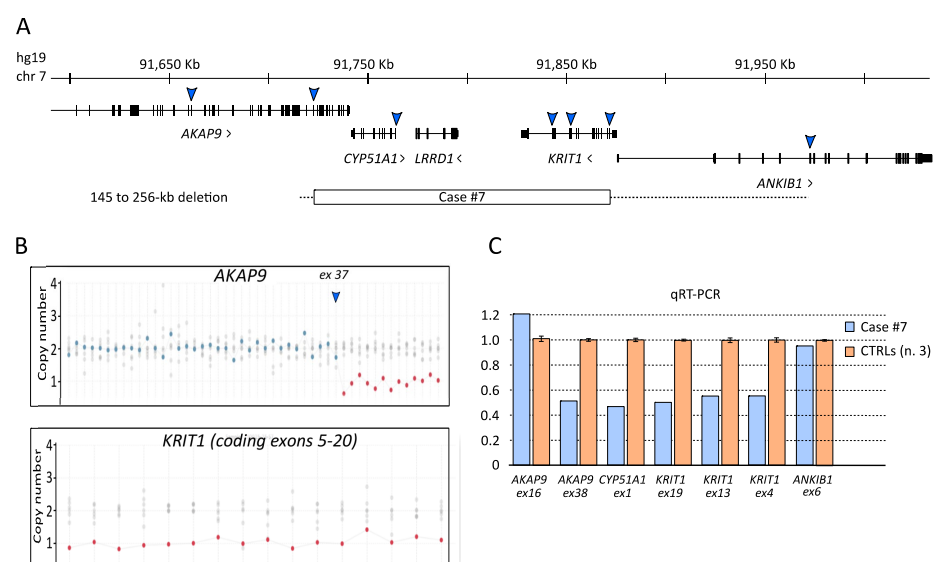 A
hg19
chr 7
91,650 Kb 91,750 Kb 91,850 Kb 91,950 Kb
AKAP9 >
CYP51A1 > LRRD1 < KRIT1 <
ANKIB1 >
145 to 256-kb deletion Case #7
B
AKAP9 ex 37
Copy number
4
3
2
1
KRIT1 (coding exons 5-20)
Copy number
4
3
2
1
C
qRT-PCR
1.2
1.0
0.8
0.6
0.4
0.2
0
Case #7
CTRLs (n. 3)
AKAP9 AKAP9 CYP51A1 KRIT1 KRIT1 KRIT1 ANKIB1
ex16 ex38 ex1 ex19 ex13 ex4 ex6